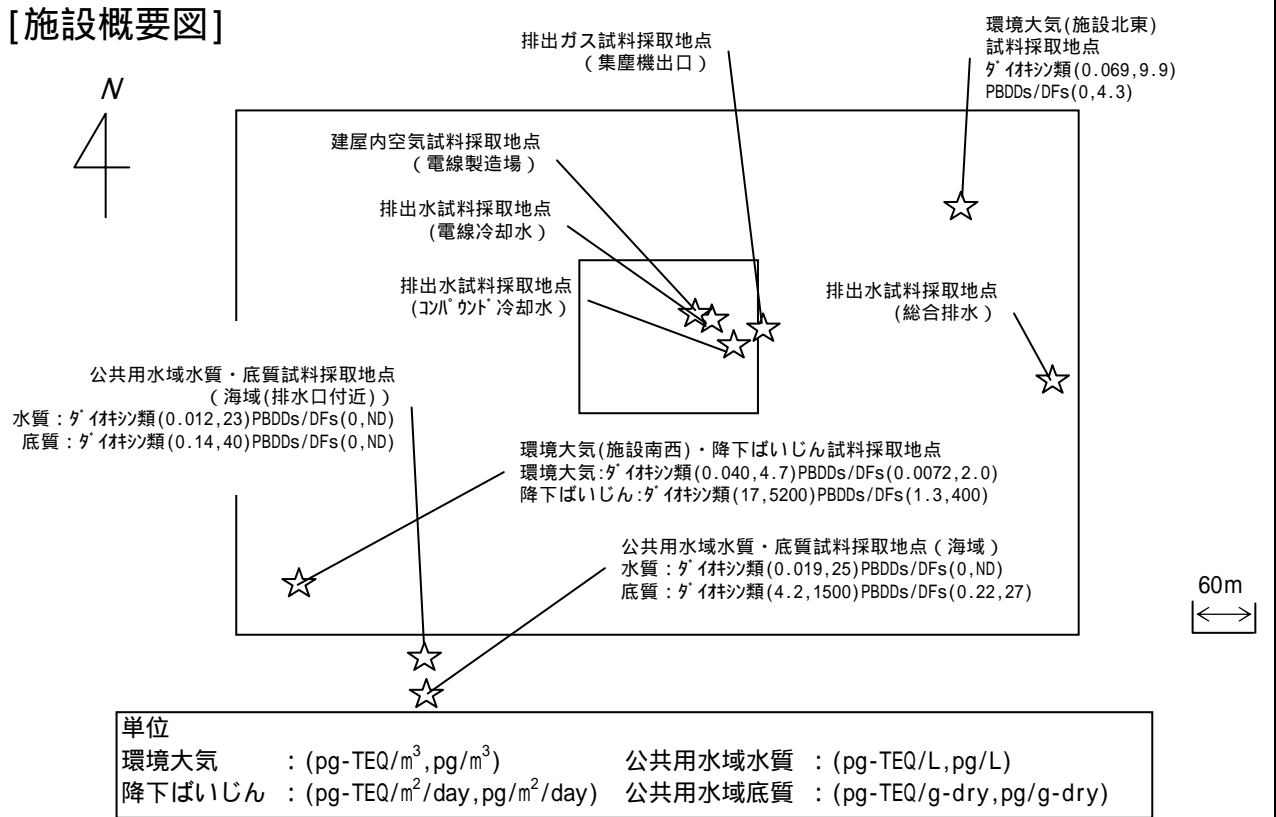 [施設概要図]
N
排出ガス試料採取地点
(集塵機出口)
環境大気(施設北東)
試料採取地点
ダイオキシン類(0.069,9.9)
PBDDs/DFs(0,4.3)
建屋内空気試料採取地点
(電線製造場)
排出水試料採取地点
(電線冷却水)
排出水試料採取地点
(コンパウンド冷却水)
排出水試料採取地点
(総合排水)
公共用水域水質・底質試料採取地点
(海域(排水口付近))
水質:ダイオキシン類(0.012,23)PBDDs/DFs(0,ND)
底質:ダイオキシン類(0.14,40)PBDDs/DFs(0,ND)
環境大気(施設南西)・降下ばいじん試料採取地点
環境大気:ダイオキシン類(0.040,4.7)PBDDs/DFs(0.0072,2.0)
降下ばいじん:ダイオキシン類(17,5200)PBDDs/DFs(1.3,400)
公共用水域水質・底質試料採取地点(海域)
水質:ダイオキシン類(0.019,25)PBDDs/DFs(0,ND)
底質:ダイオキシン類(4.2,1500)PBDDs/DFs(0.22,27)
60m
単位
環境大気 :(pg-TEQ/m³,pg/m³) 公共用水域水質 :(pg-TEQ/L,pg/L)
降下ばいじん :(pg-TEQ/m²/day,pg/m²/day) 公共用水域底質 :(pg-TEQ/g-dry,pg/g-dry)